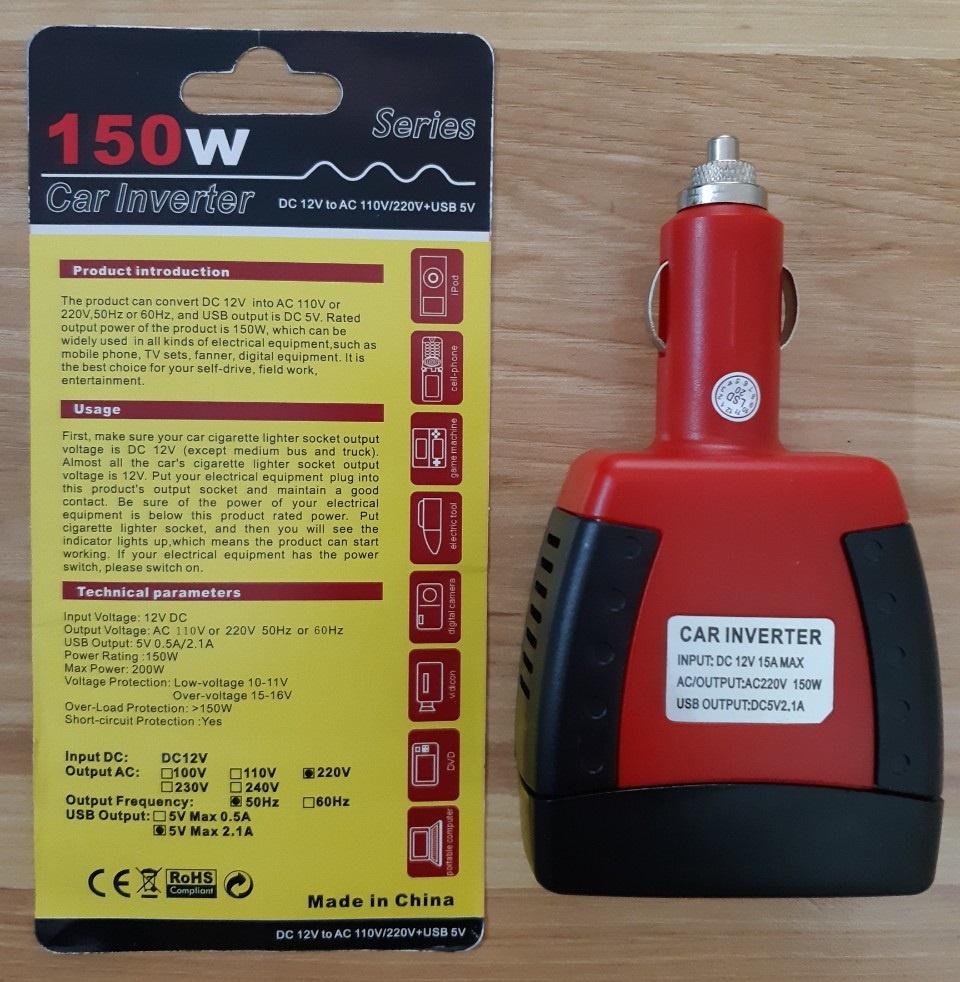 150W
Series
Car Inverter
DC 12V to AC 110V/220V+USB 5V
Product introduction
The product can convert DC 12V into AC 110V or
220V,50Hz or 60Hz, and USB output is DC 5V. Rated
output power of the product is 150W, which can be
widely used in all kinds of electrical equipment,such as
mobile phone, TV sets, fanner, digital equipment. It is
the best choice for your self-drive, field work,
entertainment.
Usage
First, make sure your car cigarette lighter socket output
voltage is DC 12V (except medium bus and truck).
Almost all the car's cigarette lighter socket output
voltage is 12V. Put your electrical equipment plug into
this product's output socket and maintain a good
contact. Be sure of the power of your electrical
equipment is below this product rated power. Put
cigarette lighter socket, and then you will see the
indicator lights up,which means the product can start
working. If your electrical equipment has the power
switch, please switch on.
Technical parameters
Input Voltage: 12V DC
Output Voltage: AC 110V or 220V 50Hz or 60Hz
USB Output: 5V 0.5A/2.1A
Power Rating :150W
Max Power: 200W
Voltage Protection: Low-voltage 10-11V
Over-voltage 15-16V
Over-Load Protection: >150W
Short-circuit Protection :Yes
Input DC: DC12V
Output AC: 100V 110V 220V
230V 240V
Output Frequency: 50Hz 60Hz
USB Output: 5V Max 0.5A
5V Max 2.1A
CE RoHS
Compliant
Made in China
DC 12V to AC 110V/220V+USB 5V
iPod
cell-phone
game machine
electric tool
digital camera
vidicon
DVD
portable computer
LSD
20
CAR INVERTER
INPUT: DC 12V 15A MAX
AC/OUTPUT:AC220V 150W
USB OUTPUT:DC5V2.1A